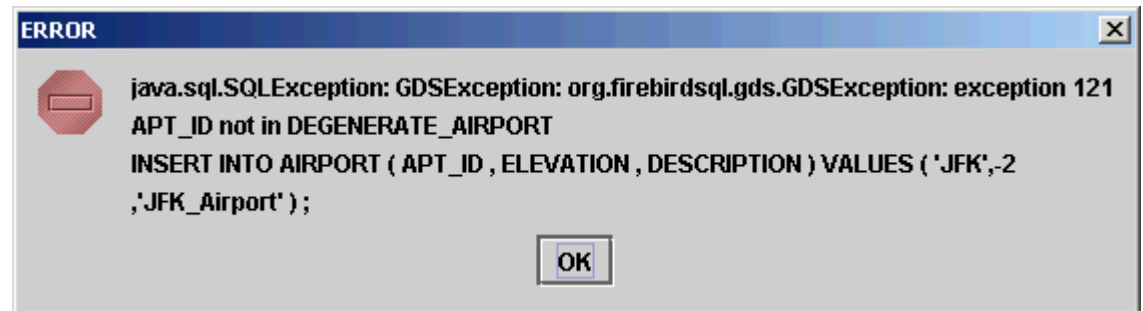 ERROR
java.sql.SQLException: GDSException: org.firebirdsql.gds.GDSException: exception 121
APT_ID not in DEGENERATE_AIRPORT
INSERT INTO AIRPORT ( APT_ID , ELEVATION , DESCRIPTION ) VALUES ( 'JFK',-2
,'JFK_Airport' ) ;
OK